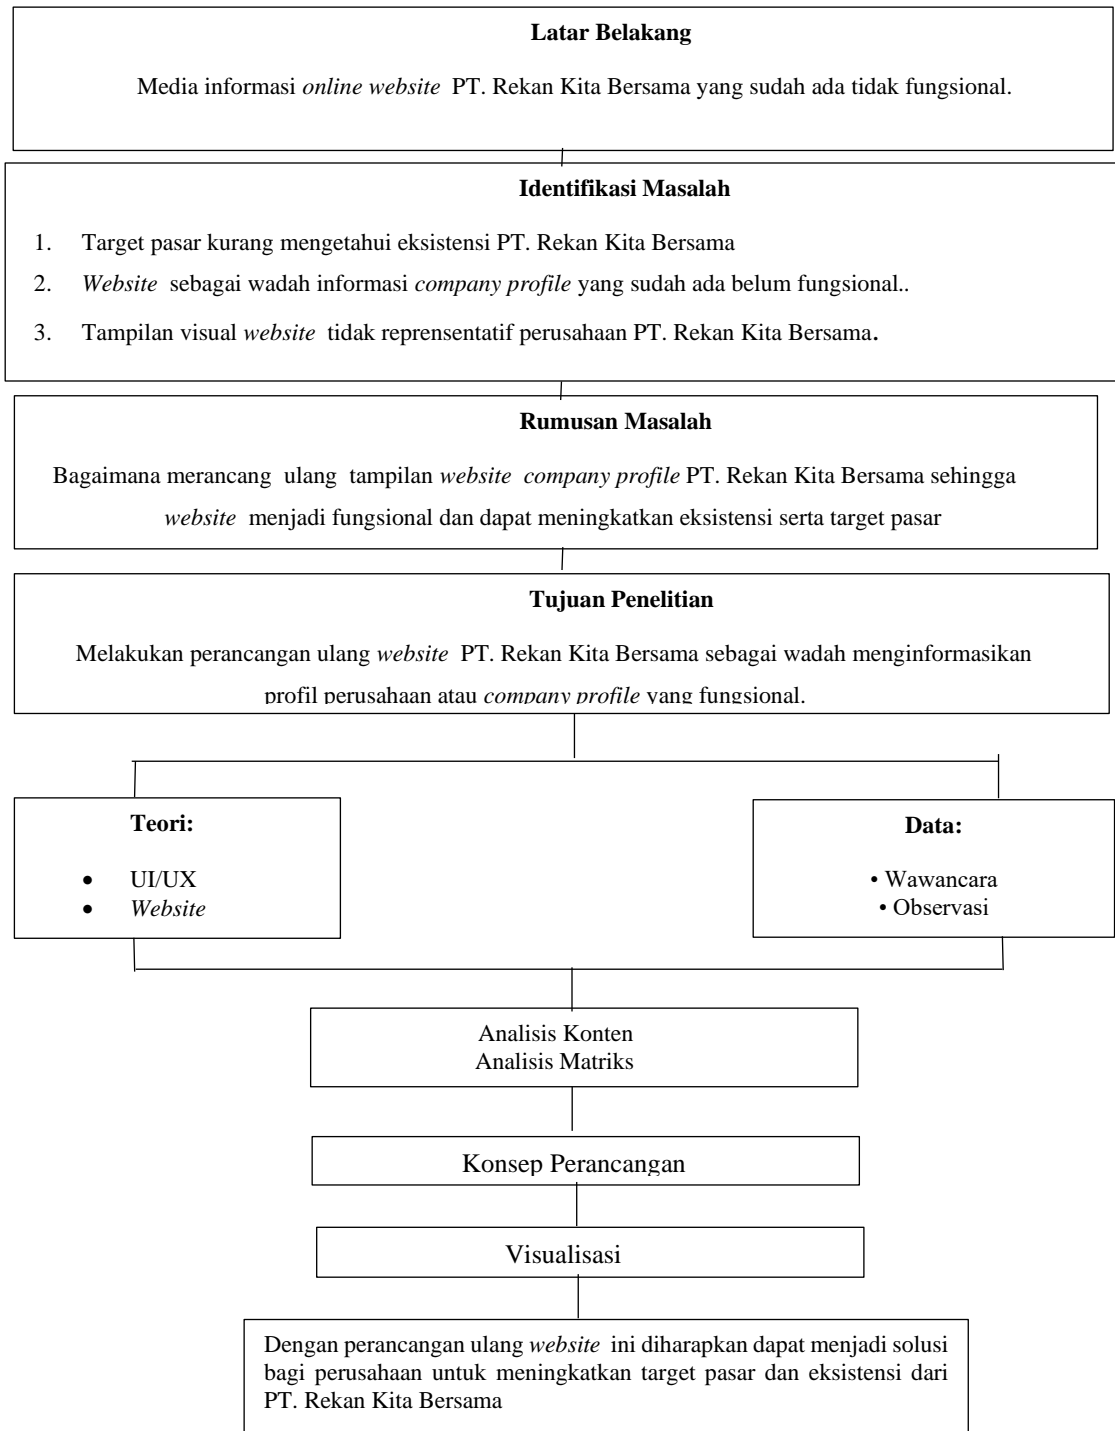 Latar Belakang
Media informasi online website PT. Rekan Kita Bersama yang sudah ada tidak fungsional.
Identifikasi Masalah
1. Target pasar kurang mengetahui eksistensi PT. Rekan Kita Bersama
2. Website sebagai wadah informasi company profile yang sudah ada belum fungsional..
3. Tampilan visual website tidak reprensentatif perusahaan PT. Rekan Kita Bersama.
Rumusan Masalah
Bagaimana merancang ulang tampilan website company profile PT. Rekan Kita Bersama sehingga
website menjadi fungsional dan dapat meningkatkan eksistensi serta target pasar
Tujuan Penelitian
Melakukan perancangan ulang website PT. Rekan Kita Bersama sebagai wadah menginformasikan
profil perusahaan atau company profile yang fungsional.
Teori:
• UI/UX
• Website
Data:
• Wawancara
• Observasi
Analisis Konten
Analisis Matriks
Konsep Perancangan
Visualisasi
Dengan perancangan ulang website ini diharapkan dapat menjadi solusi
bagi perusahaan untuk meningkatkan target pasar dan eksistensi dari
PT. Rekan Kita Bersama